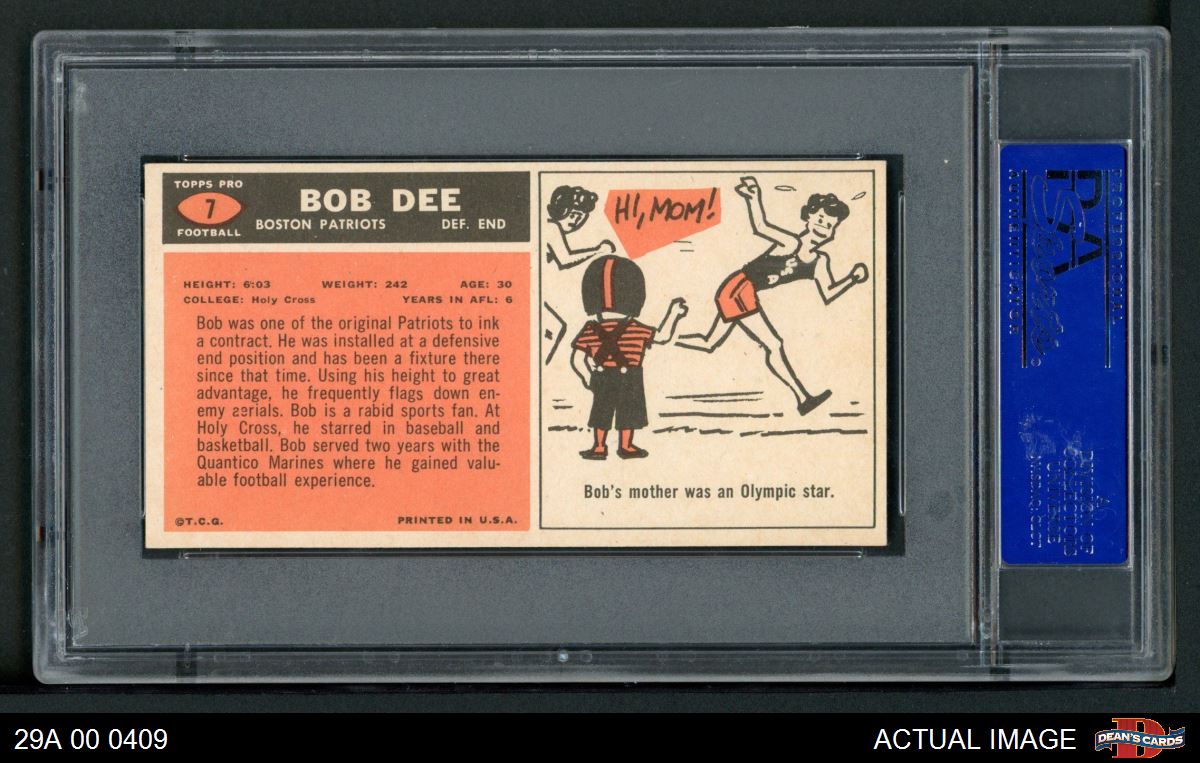 TOPPS PRO
7
FOOTBALL
BOB DEE
BOSTON PATRIOTS DEF. END
HEIGHT: 6:03 WEIGHT: 242 AGE: 30
COLLEGE: Holy Cross YEARS IN AFL: 6
Bob was one of the original Patriots to ink
a contract. He was installed at a defensive
end position and has been a fixture there
since that time. Using his height to great
advantage, he frequently flags down en-
emy aerials. Bob is a rabid sports fan. At
Holy Cross, he starred in baseball and
basketball. Bob served two years with the
Quantico Marines where he gained valu-
able football experience.
©T.C.G. PRINTED IN U.S.A.
HI, MOM!
Bob's mother was an Olympic star.
PSA
DIVISION OF
COLLECTORS
UNIVERSE
29A 00 0409
ACTUAL IMAGE
DEAN'S CARDS